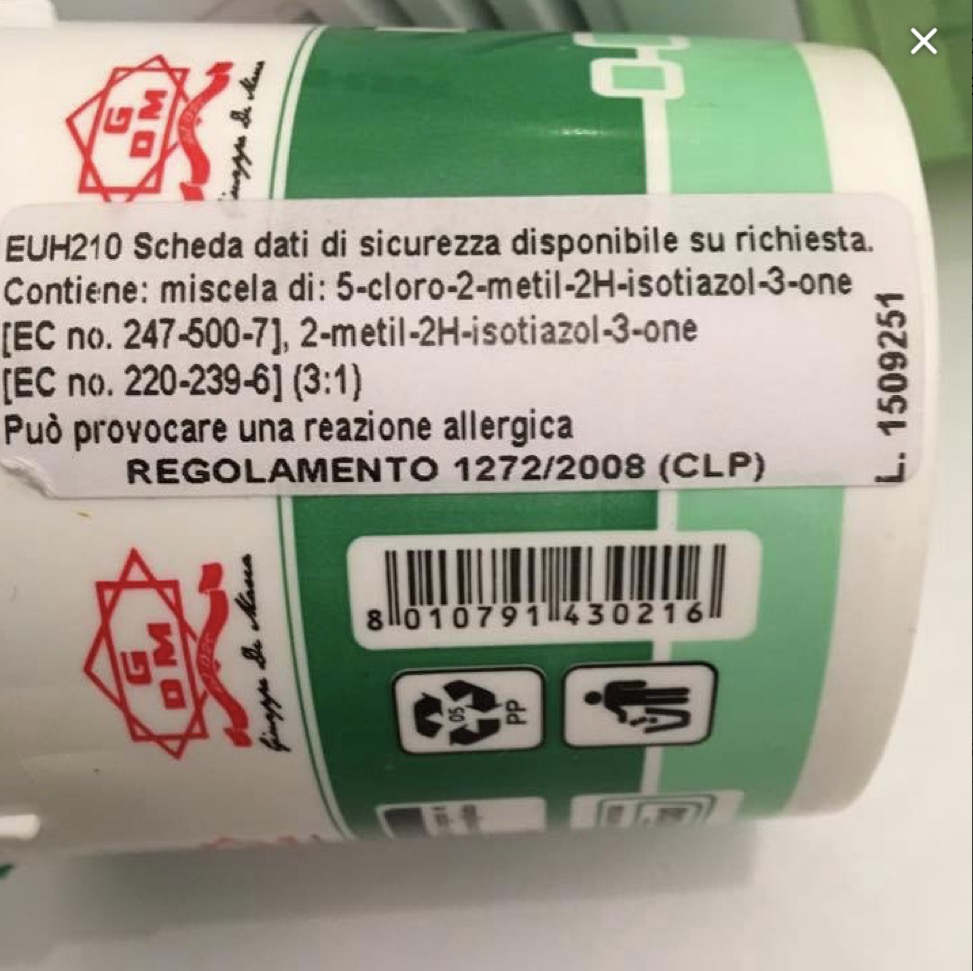 EUH210 Scheda dati di sicurezza disponibile su richiesta.
Contiene: miscela di: 5-cloro-2-metil-2H-isotiazol-3-one
[EC no. 247-500-7], 2-metil-2H-isotiazol-3-one
[EC no. 220-239-6] (3:1)
Può provocare una reazione allergica
REGOLAMENTO 1272/2008 (CLP)
L. 1509251
G
DM
G
DM
8 010791 430216
05
PP